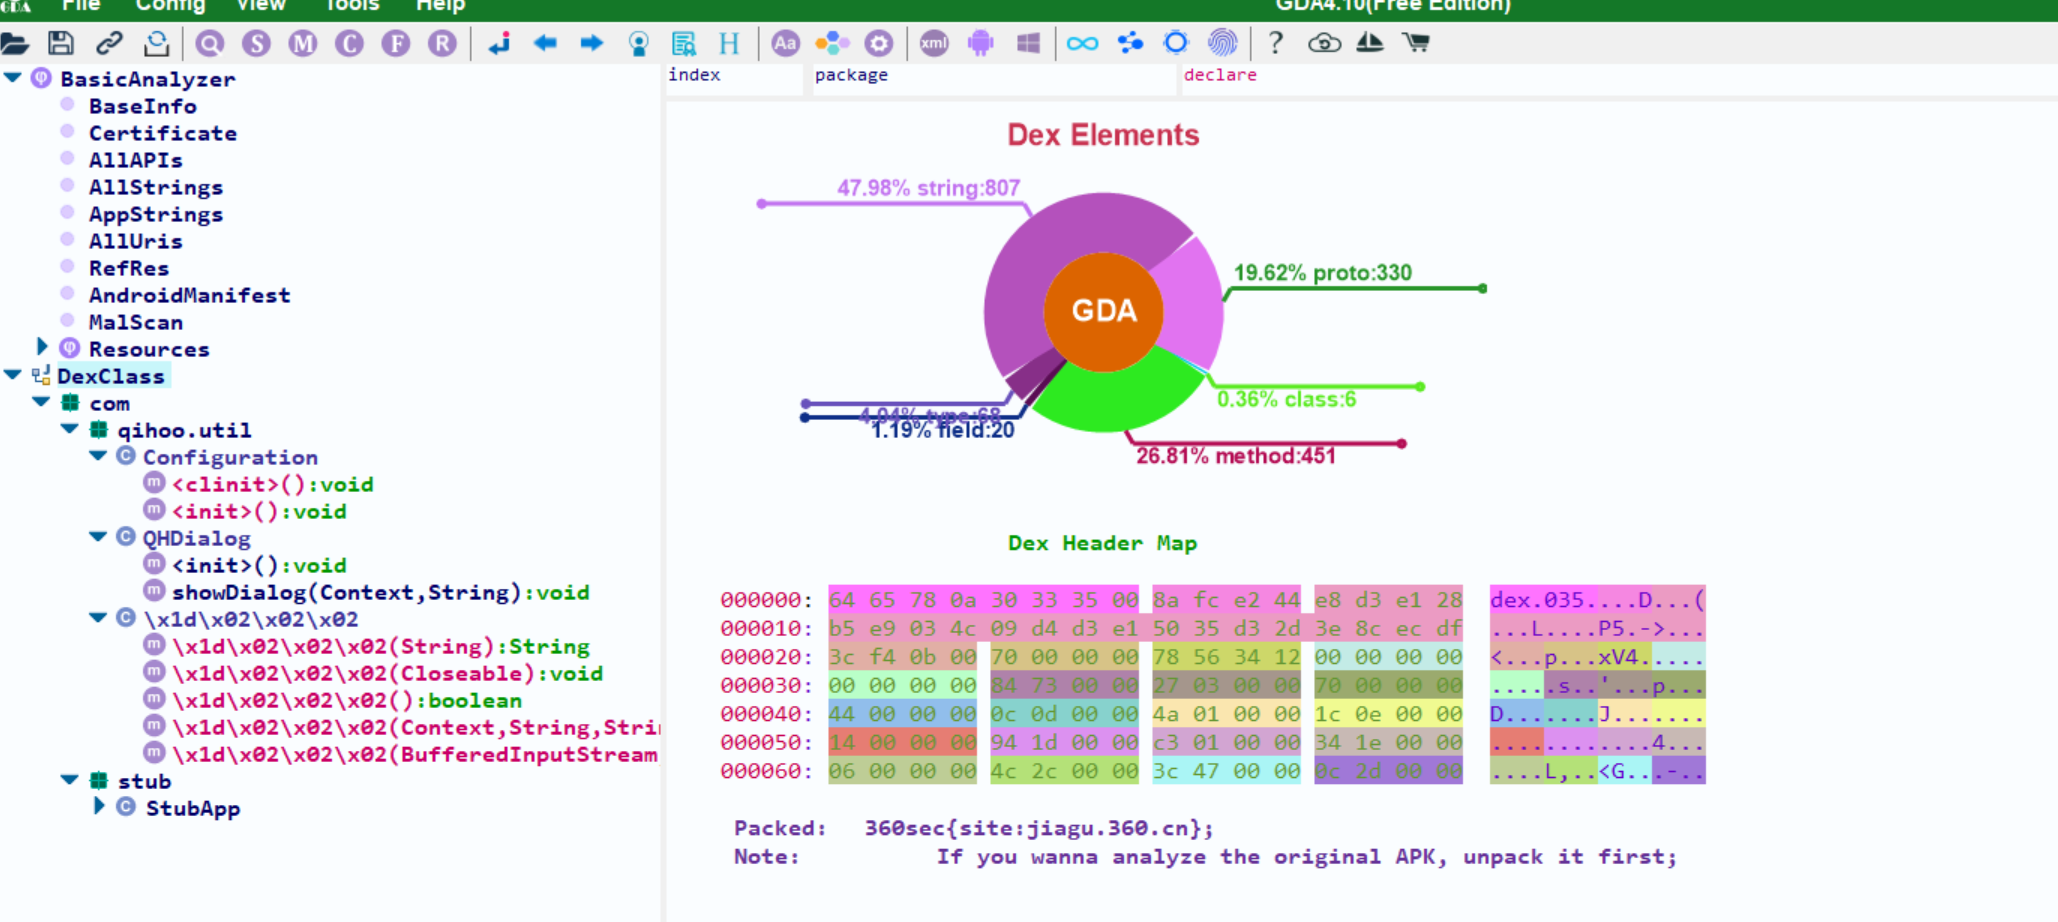 File Config View Tools Help
GDA4.10(Free Edition)
GDA
Q S M C F R H Aa xml ?
BasicAnalyzer
BaseInfo
Certificate
AllAPIs
AllStrings
AppStrings
AllUris
RefRes
AndroidManifest
MalScan
Resources
DexClass
com
qihoo.util
C Configuration
m <clinit>():void
m <init>():void
C QHDialog
m <init>():void
m showDialog(Context,String):void
C \x1d\x02\x02\x02
m \x1d\x02\x02\x02(String):String
m \x1d\x02\x02\x02(Closeable):void
m \x1d\x02\x02\x02():boolean
m \x1d\x02\x02\x02(Context,String,Stri
m \x1d\x02\x02\x02(BufferedInputStream,
stub
C StubApp
index package declare
Dex Elements
47.98% string:807
19.62% proto:330
GDA
0.36% class:6
4.04% type:68
1.19% field:20
26.81% method:451
Dex Header Map
000000: 64 65 78 0a 30 33 35 00 8a fc e2 44 e8 d3 e1 28 dex.035....D...(
000010: b5 e9 03 4c 09 d4 d3 e1 50 35 d3 2d 3e 8c ec df ...L....P5.->...
000020: 3c f4 0b 00 70 00 00 00 78 56 34 12 00 00 00 00 <...p...xV4.....
000030: 00 00 00 00 84 73 00 00 27 03 00 00 70 00 00 00 .....s..'...p...
000040: 44 00 00 00 0c 0d 00 00 4a 01 00 00 1c 0e 00 00 D.......J.......
000050: 14 00 00 00 94 1d 00 00 c3 01 00 00 34 1e 00 00 ............4...
000060: 06 00 00 00 4c 2c 00 00 3c 47 00 00 0c 2d 00 00 ....L,..<G...-..
Packed: 360sec{site:jiagu.360.cn};
Note: If you wanna analyze the original APK, unpack it first;